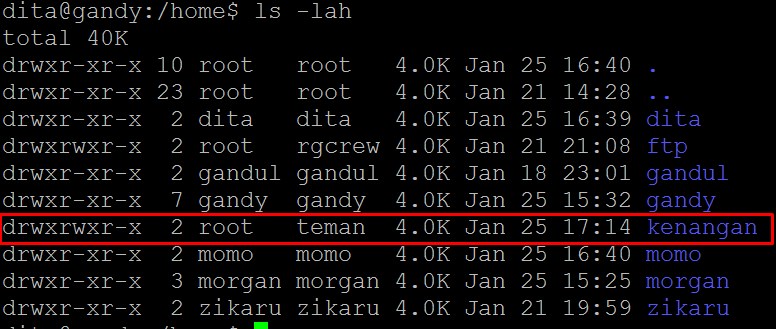 dita@gandy:/home$ ls -lah
total 40K
drwxr-xr-x 10 root   root   4.0K Jan 25 16:40 .
drwxr-xr-x 23 root   root   4.0K Jan 21 14:28 ..
drwxr-xr-x  2 dita   dita   4.0K Jan 25 16:39 dita
drwxrwxr-x  2 root   rgcrew 4.0K Jan 21 21:08 ftp
drwxr-xr-x  2 gandul gandul 4.0K Jan 18 23:01 gandul
drwxr-xr-x  7 gandy  gandy  4.0K Jan 25 15:32 gandy
drwxrwxr-x  2 root   teman  4.0K Jan 25 17:14 kenangan
drwxr-xr-x  2 momo   momo   4.0K Jan 25 16:40 momo
drwxr-xr-x  3 morgan morgan 4.0K Jan 25 15:25 morgan
drwxr-xr-x  2 zikaru zikaru 4.0K Jan 21 19:59 zikaru
dita@gandy:/home$